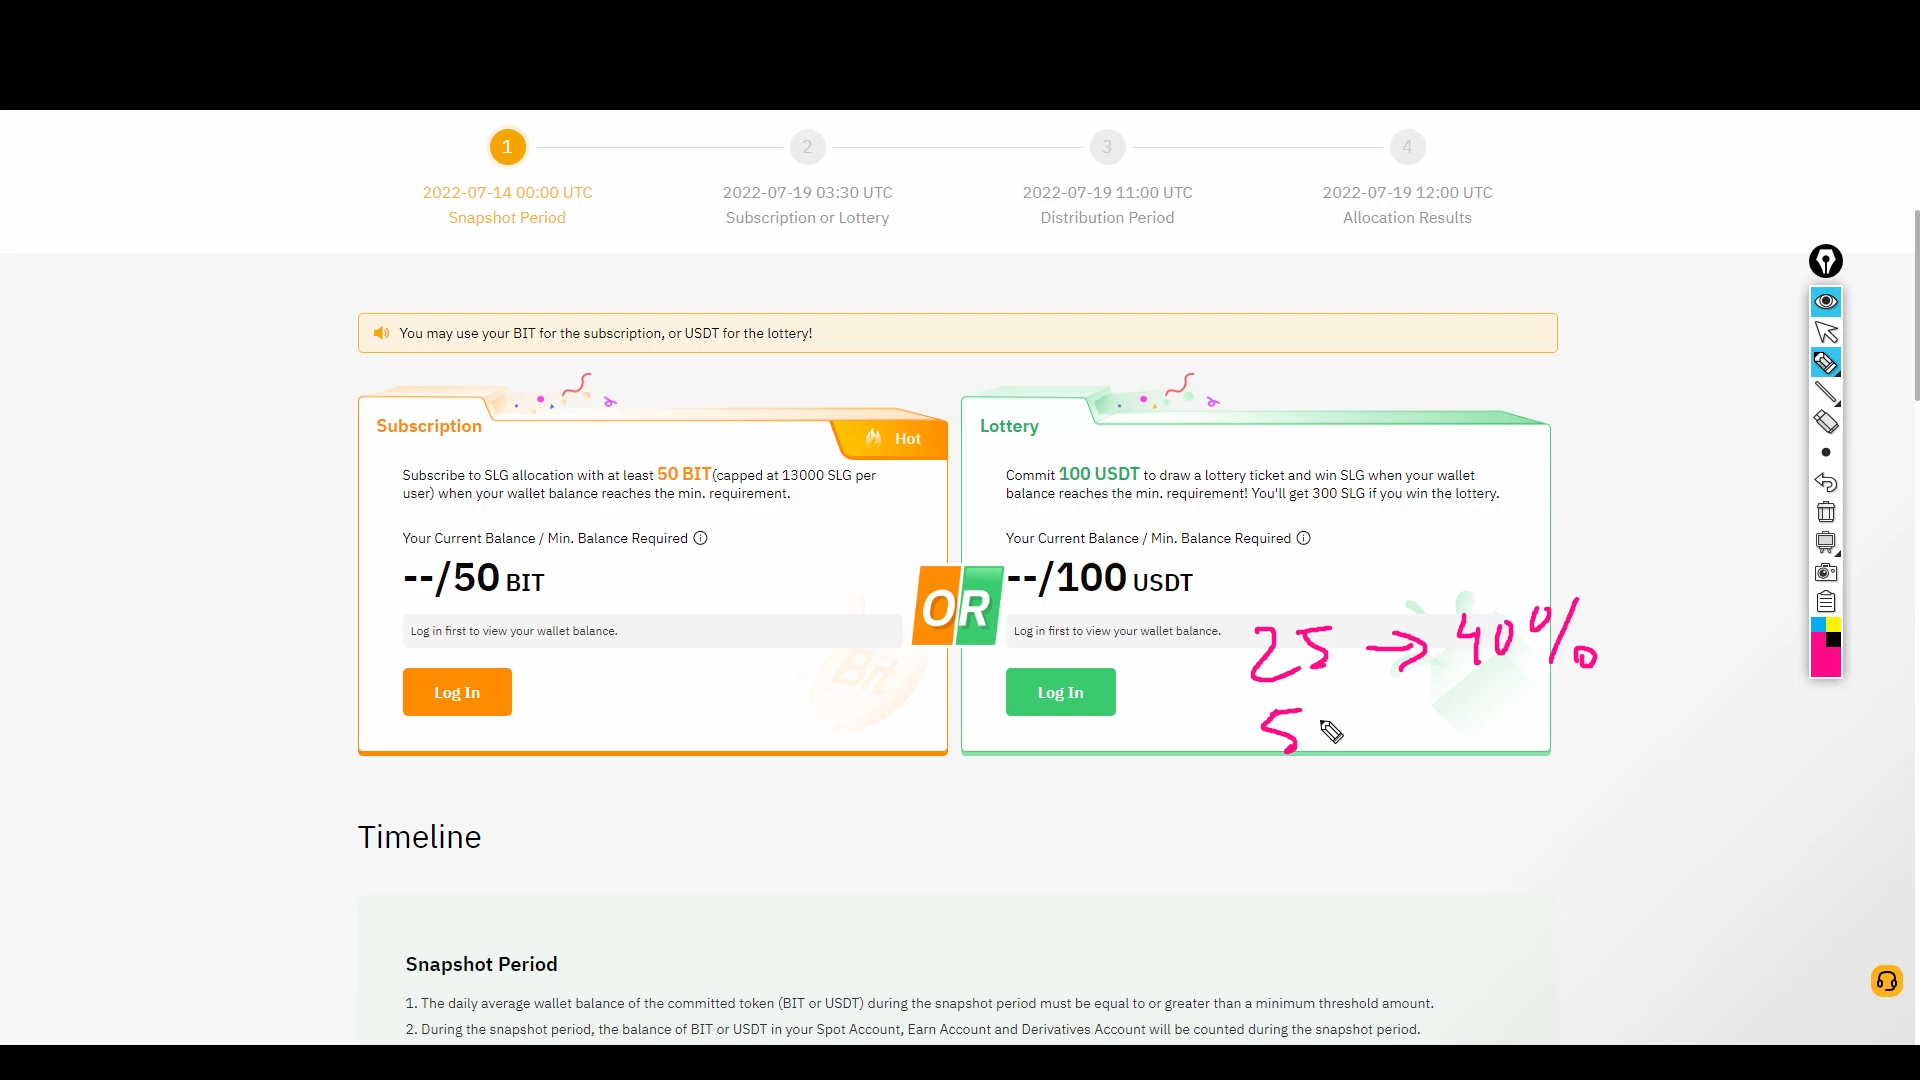 1 2 3 4
2022-07-14 00:00 UTC 2022-07-19 03:30 UTC 2022-07-19 11:00 UTC 2022-07-19 12:00 UTC
Snapshot Period Subscription or Lottery Distribution Period Allocation Results
You may use your BIT for the subscription, or USDT for the lottery!
Subscription
Hot
Subscribe to SLG allocation with at least 50 BIT(capped at 13000 SLG per
user) when your wallet balance reaches the min. requirement.
Your Current Balance / Min. Balance Required
--/50 BIT
Log in first to view your wallet balance.
Bit
Log In
OR
Lottery
Commit 100 USDT to draw a lottery ticket and win SLG when your wallet
balance reaches the min. requirement! You'll get 300 SLG if you win the lottery.
Your Current Balance / Min. Balance Required
--/100 USDT
Log in first to view your wallet balance.
Log In
25 → 40%
5
Timeline
Snapshot Period
1. The daily average wallet balance of the committed token (BIT or USDT) during the snapshot period must be equal to or greater than a minimum threshold amount.
2. During the snapshot period, the balance of BIT or USDT in your Spot Account, Earn Account and Derivatives Account will be counted during the snapshot period.